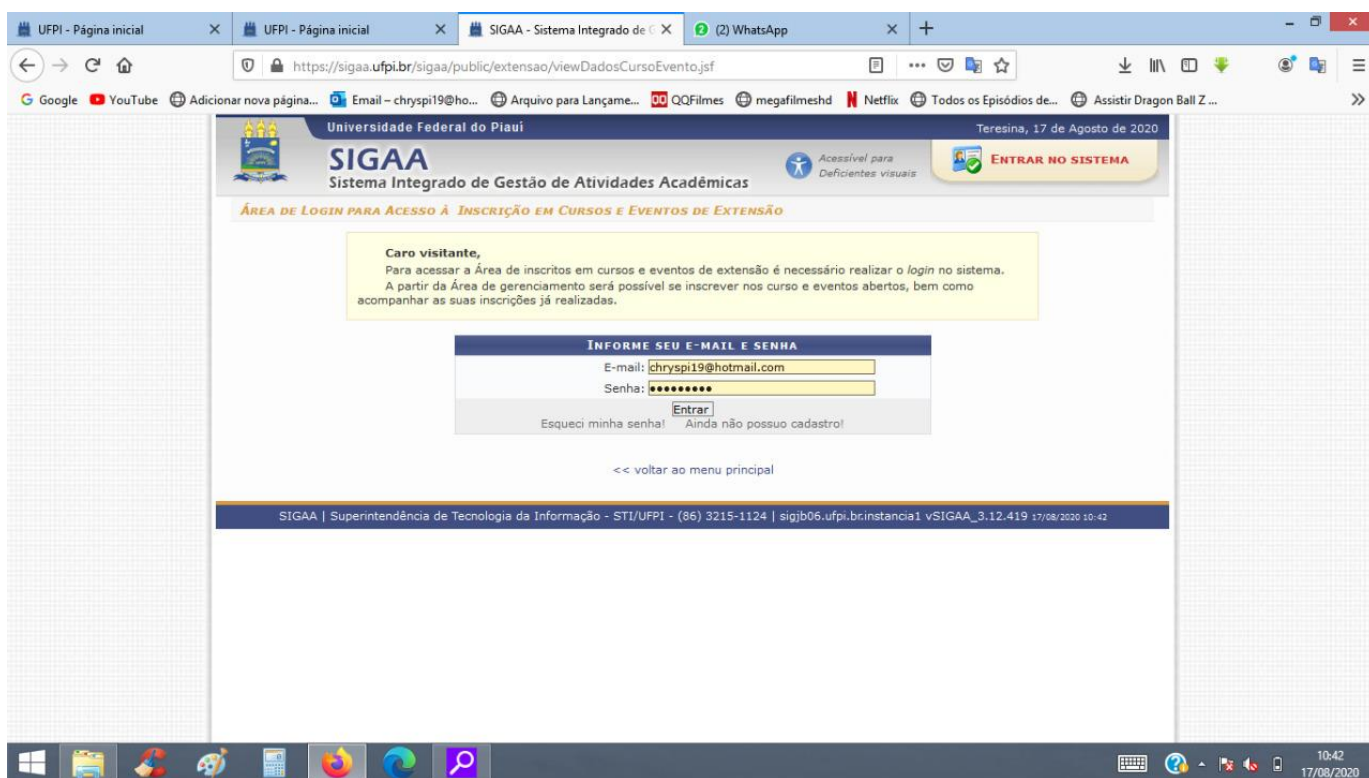 UFPI - Página inicial
UFPI - Página inicial
SIGAA - Sistema Integrado de G
2 (2) WhatsApp
https://sigaa.ufpi.br/sigaa/public/extensao/viewDadosCursoEvento.jsf
Google YouTube Adicionar nova página... Email – chryspi19@ho... Arquivo para Lançame... QQFilmes megafilmeshd Netflix Todos os Episódios de... Assistir Dragon Ball Z ...
Universidade Federal do Piauí Teresina, 17 de Agosto de 2020
SIGAA
Sistema Integrado de Gestão de Atividades Acadêmicas
Acessível para
Deficientes visuais
ENTRAR NO SISTEMA
ÁREA DE LOGIN PARA ACESSO À INSCRIÇÃO EM CURSOS E EVENTOS DE EXTENSÃO
Caro visitante,
Para acessar a Área de inscritos em cursos e eventos de extensão é necessário realizar o login no sistema.
A partir da Área de gerenciamento será possível se inscrever nos curso e eventos abertos, bem como
acompanhar as suas inscrições já realizadas.
INFORME SEU E-MAIL E SENHA
E-mail: chryspi19@hotmail.com
Senha: •••••••••
Entrar
Esqueci minha senha! Ainda não possuo cadastro!
<< voltar ao menu principal
SIGAA | Superintendência de Tecnologia da Informação - STI/UFPI - (86) 3215-1124 | sigjb06.ufpi.br.instancia1 vSIGAA_3.12.419 17/08/2020 10:42
10:42
17/08/2020